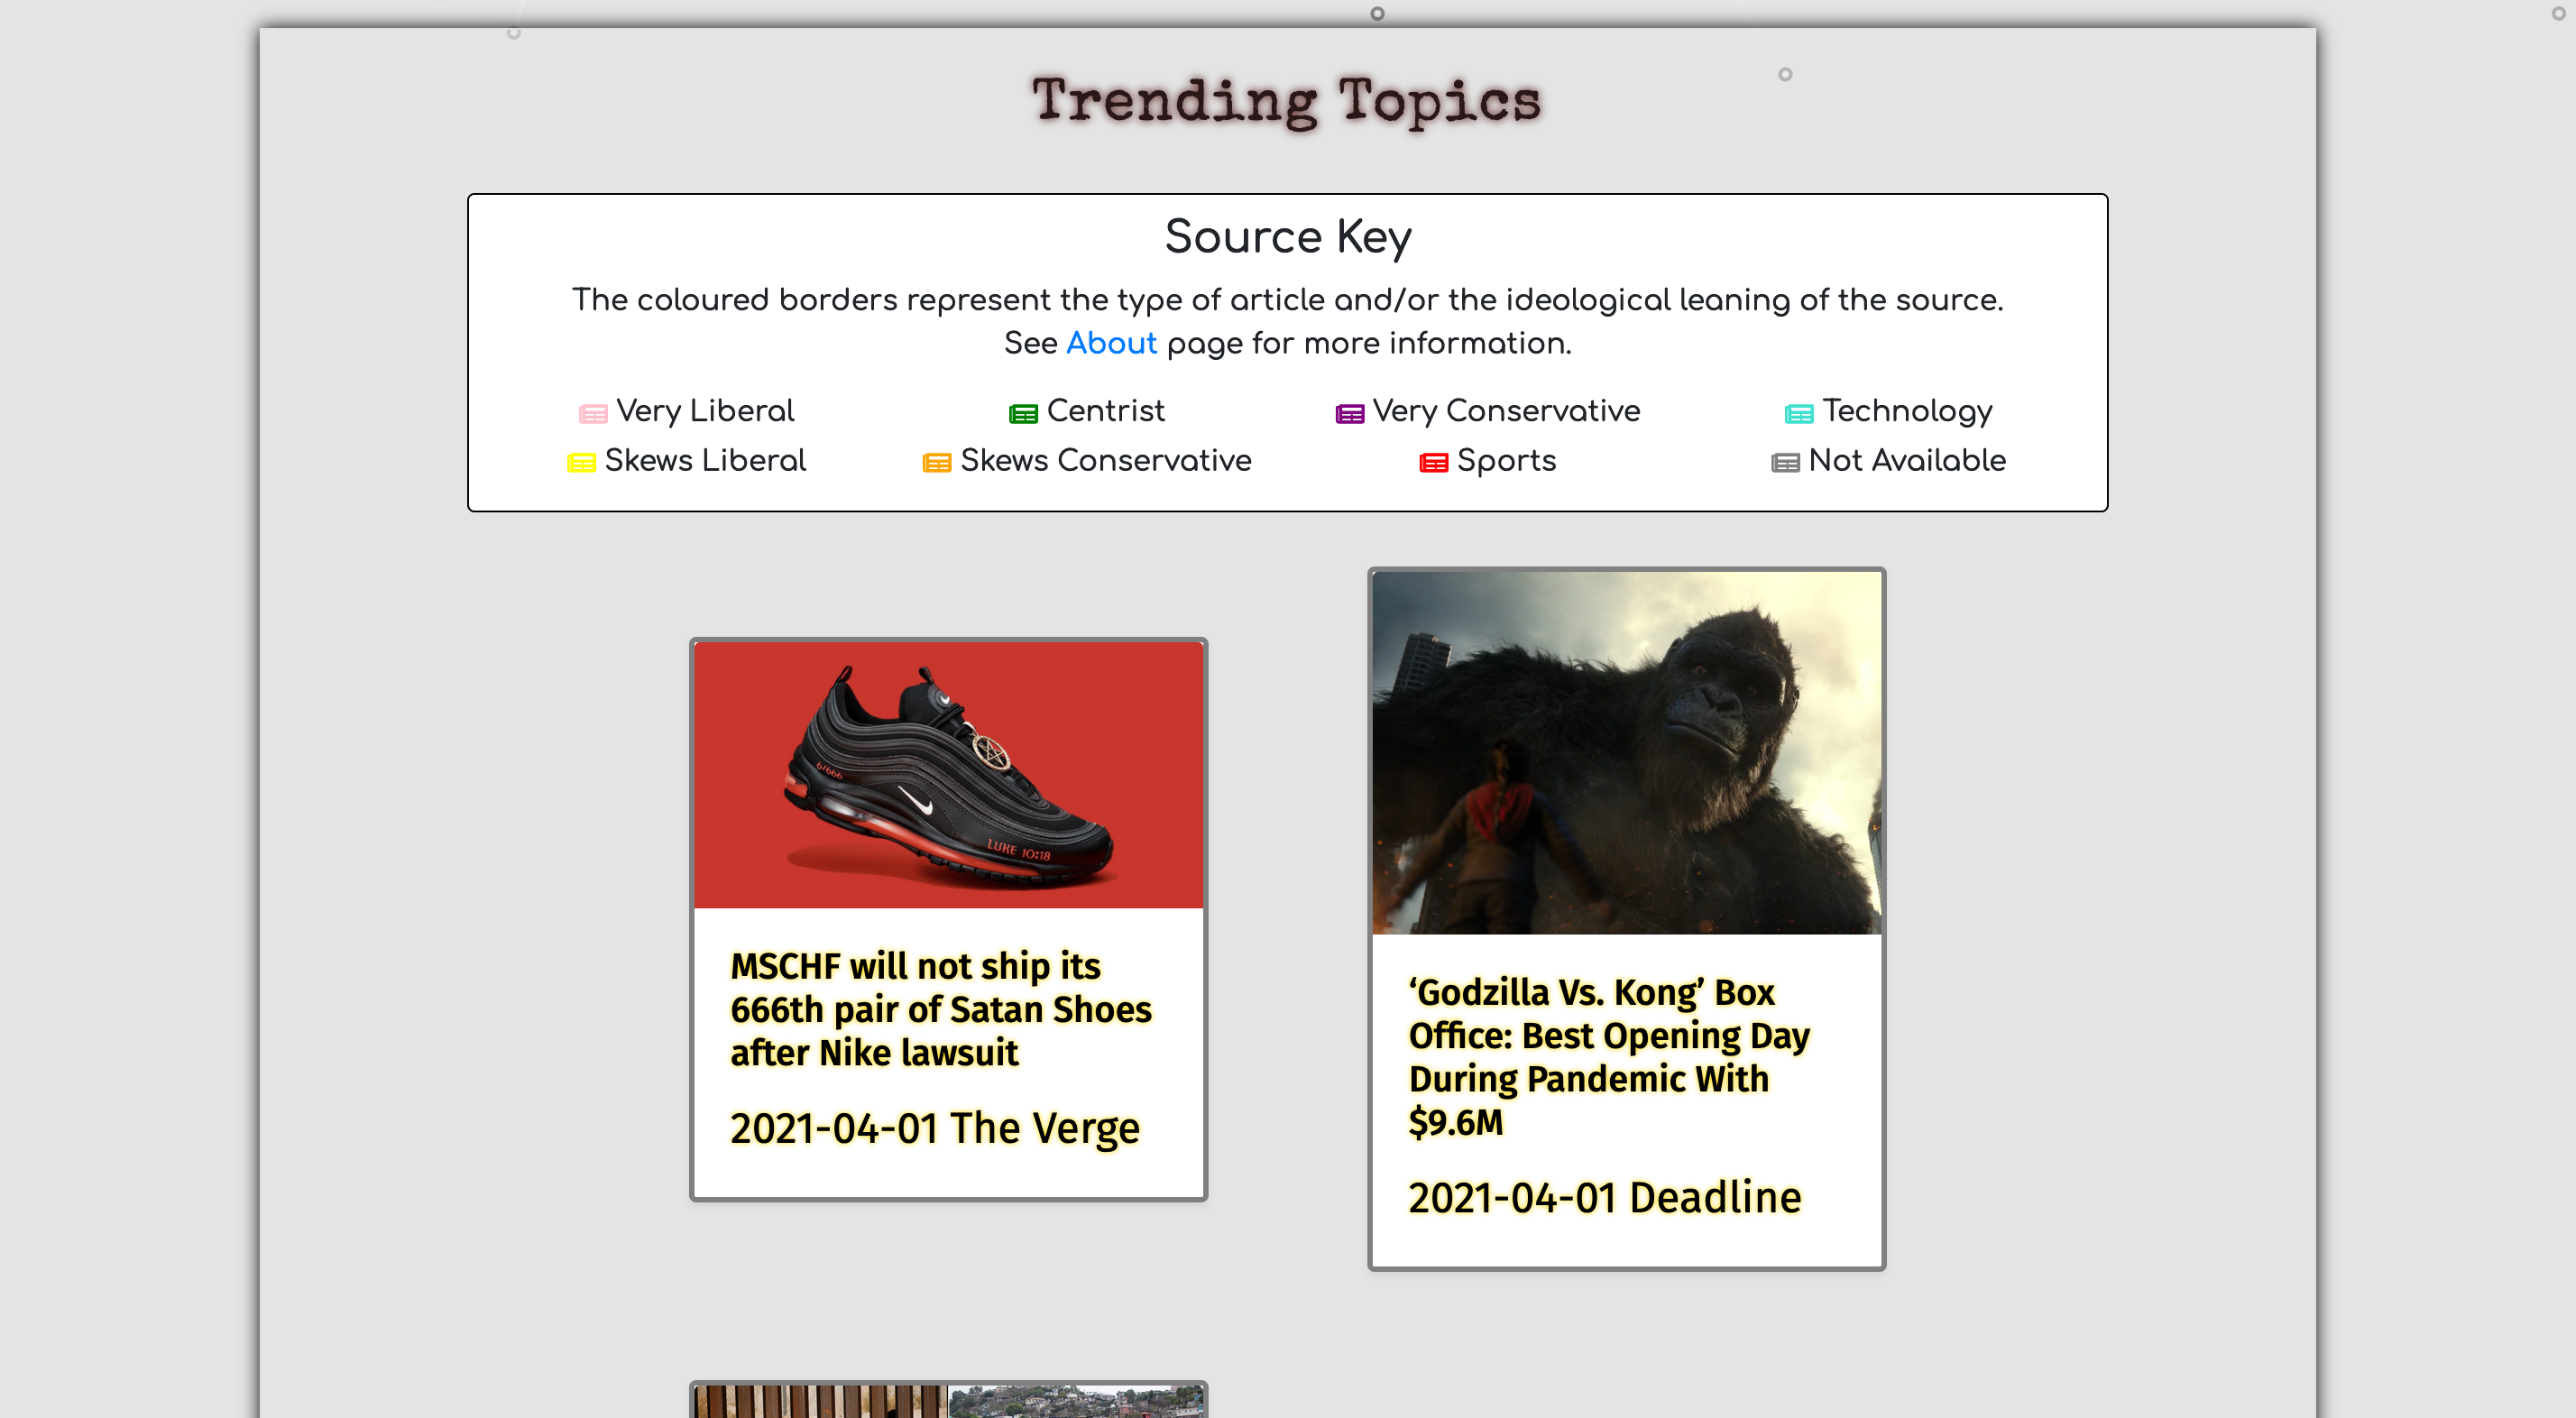 Trending Topics
Source Key
The coloured borders represent the type of article and/or the ideological leaning of the source.
See About page for more information.
Very Liberal
Centrist
Very Conservative
Technology
Skews Liberal
Skews Conservative
Sports
Not Available
6/666
LUKE 10:18
MSCHF will not ship its
666th pair of Satan Shoes
after Nike lawsuit
2021-04-01 The Verge
‘Godzilla Vs. Kong’ Box
Office: Best Opening Day
During Pandemic With
$9.6M
2021-04-01 Deadline